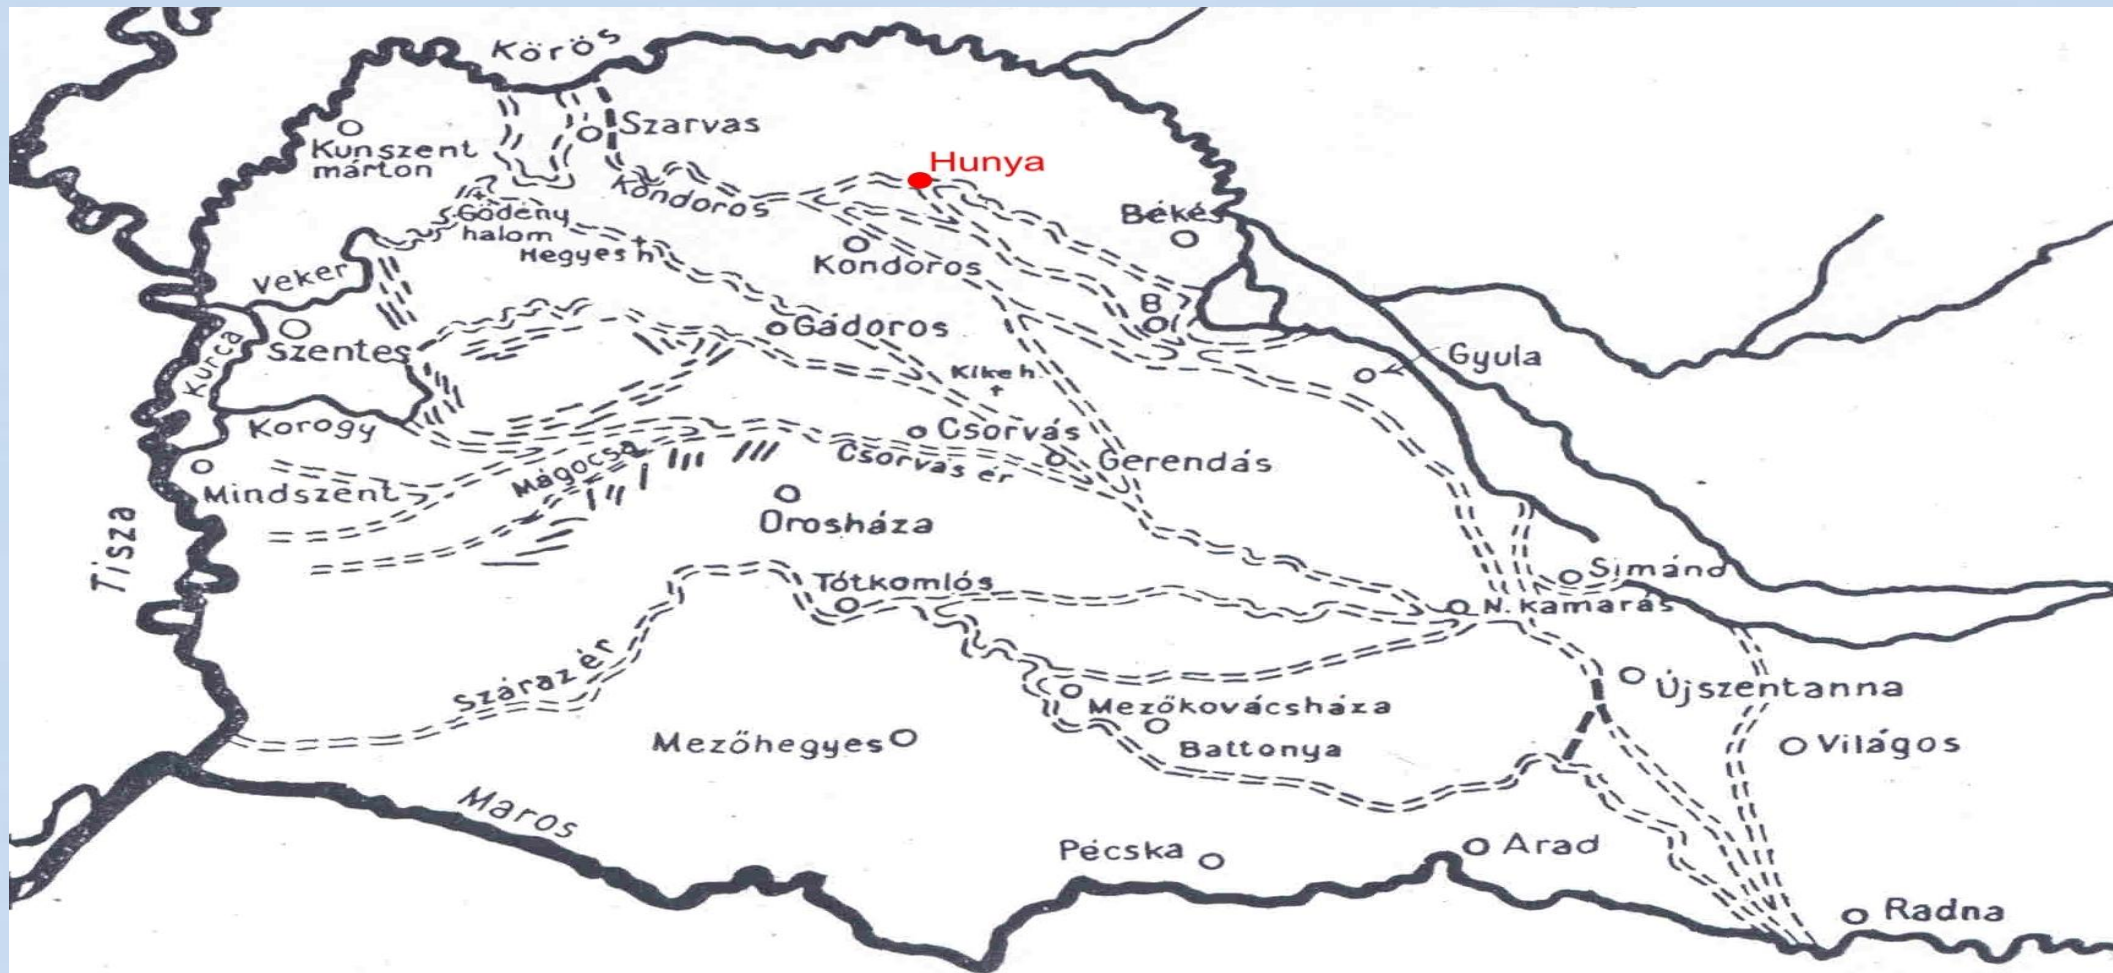 Körös
Szarvas
Kunszent
márton
Hunya
Kondoros
Gödény
halom
Békés
Hegyes h.
Kondoros
Veker
B
Gádoros
Szentes
Kurca
Gyula
Kike h.
Korogy
Csorvás
Csorvás ér
Gerendás
Mágocsa
Mindszent
Orosháza
Tisza
Simánd
Tótkomlós
N. kamarás
Száraz ér
Újszentanna
Mezőkovácsháza
Mezőhegyes
Battonya
Világos
Maros
Pécska
Arad
Radna